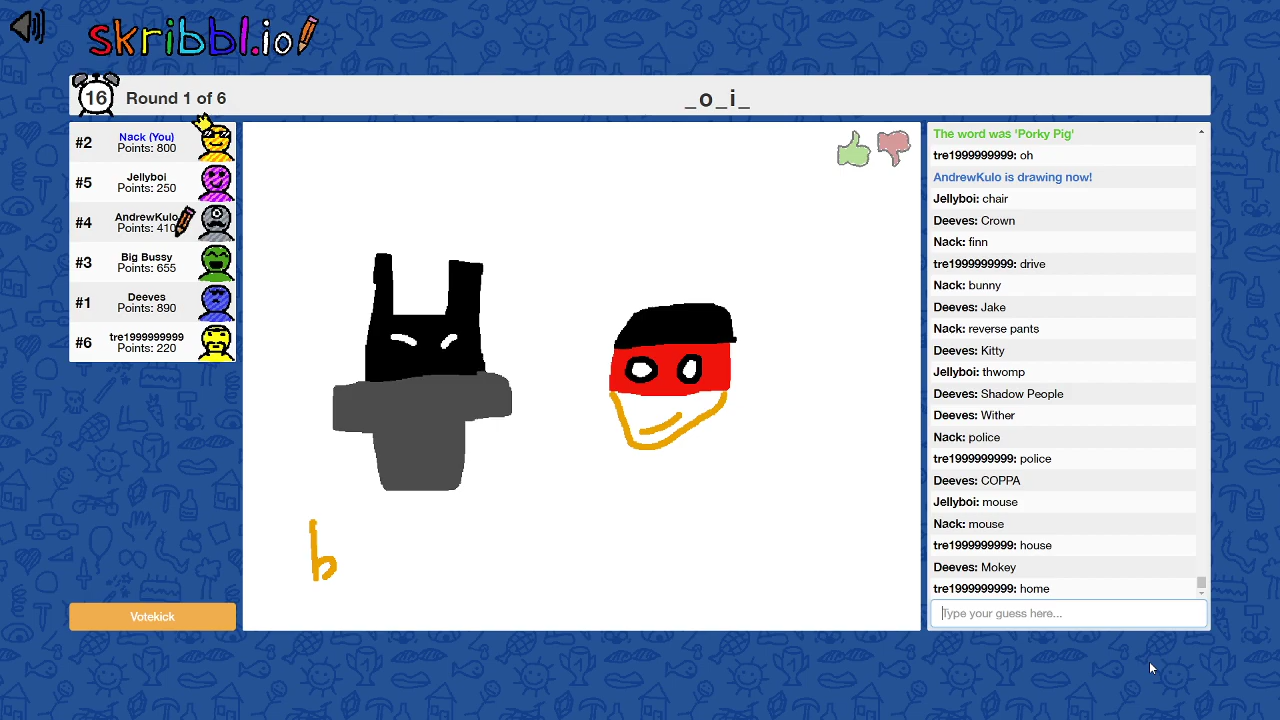 skribbl.io
16
Round 1 of 6
_o_i_
#2
Nack (You)
Points: 800
#5
Jellyboi
Points: 250
#4
AndrewKulo
Points: 410
#3
Big Bussy
Points: 655
#1
Deeves
Points: 890
#6
tre1999999999
Points: 220
Votekick
b
The word was 'Porky Pig'
tre1999999999: oh
AndrewKulo is drawing now!
Jellyboi: chair
Deeves: Crown
Nack: finn
tre1999999999: drive
Nack: bunny
Deeves: Jake
Nack: reverse pants
Deeves: Kitty
Jellyboi: thwomp
Deeves: Shadow People
Deeves: Wither
Nack: police
tre1999999999: police
Deeves: COPPA
Jellyboi: mouse
Nack: mouse
tre1999999999: house
Deeves: Mokey
tre1999999999: home
Type your guess here...